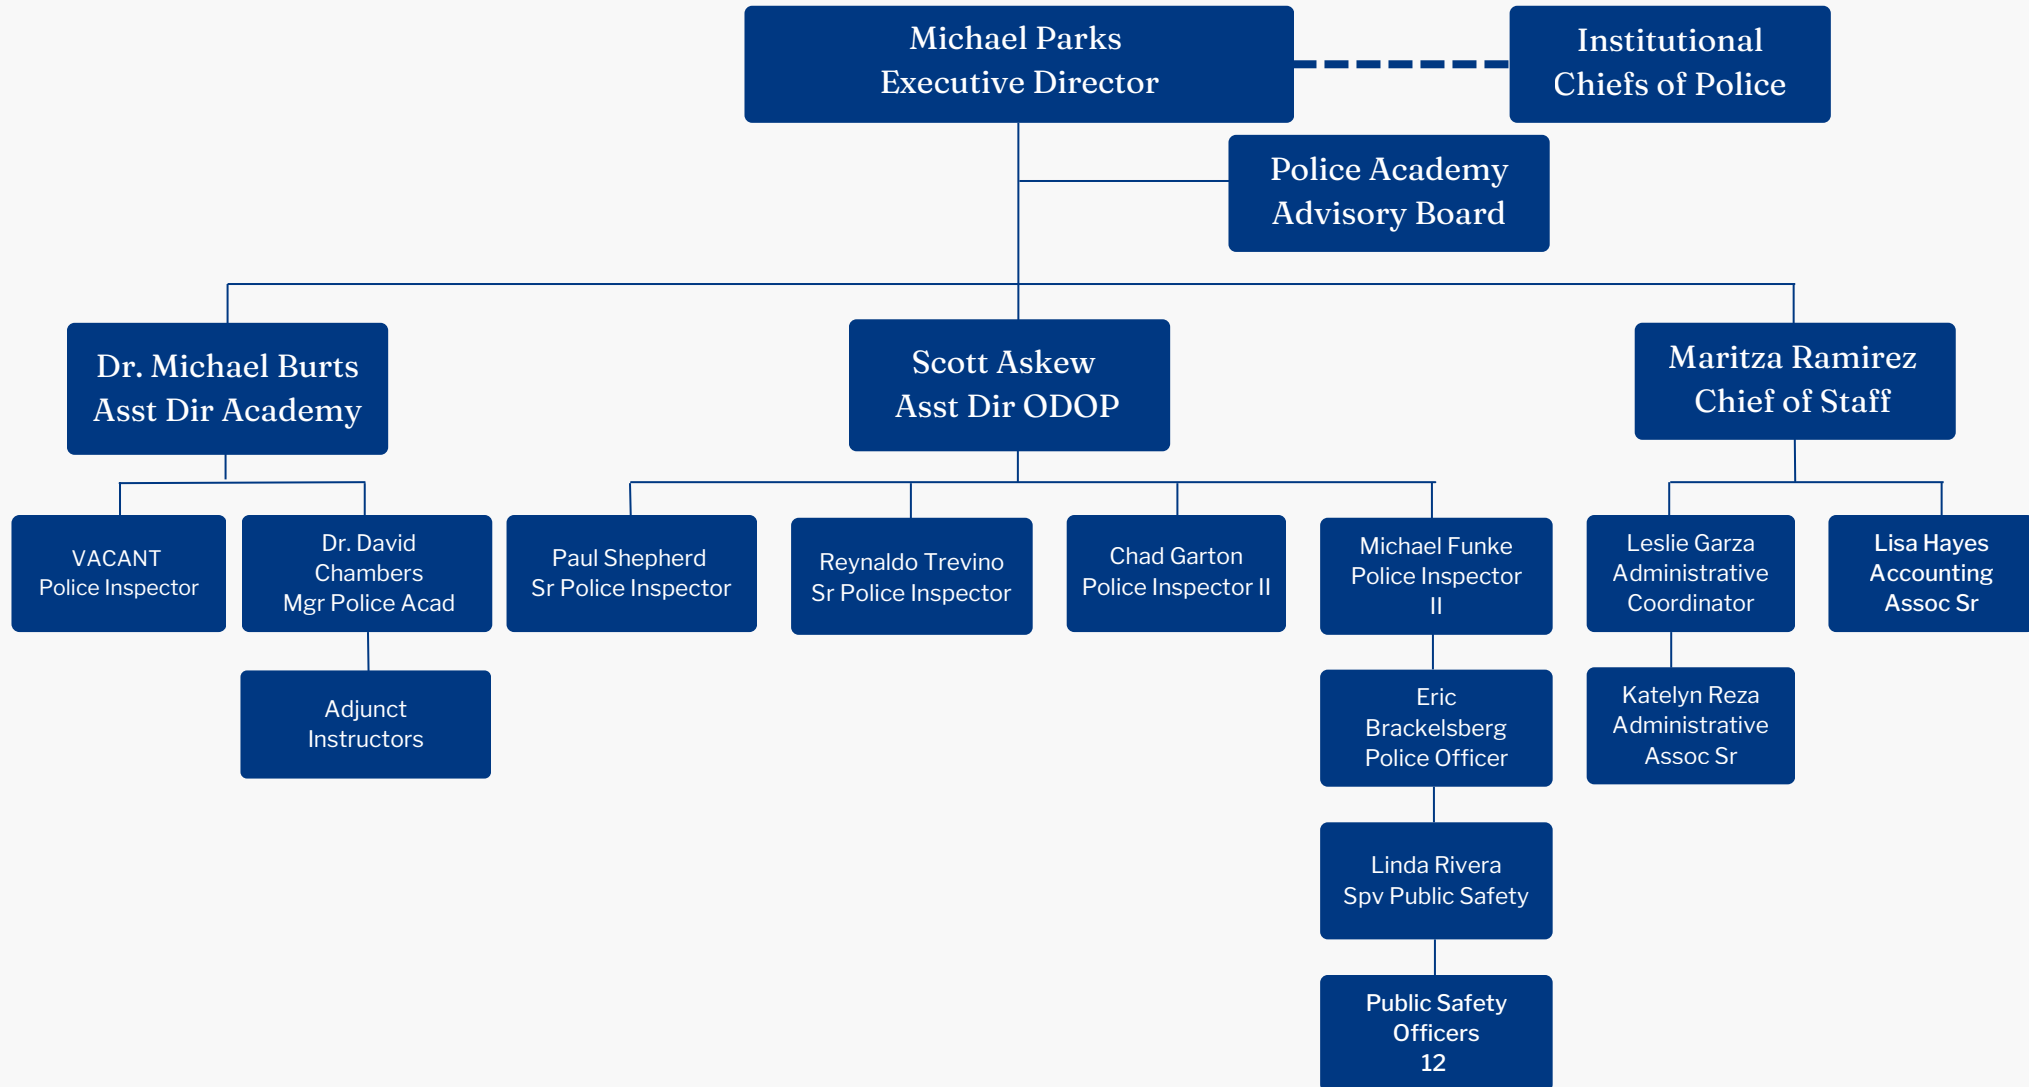 Michael Parks
Executive Director
Institutional
Chiefs of Police
Police Academy
Advisory Board
Dr. Michael Burts
Asst Dir Academy
Scott Askew
Asst Dir ODOP
Maritza Ramirez
Chief of Staff
VACANT
Police Inspector
Dr. David
Chambers
Mgr Police Acad
Paul Shepherd
Sr Police Inspector
Reynaldo Trevino
Sr Police Inspector
Chad Garton
Police Inspector II
Michael Funke
Police Inspector
II
Leslie Garza
Administrative
Coordinator
Lisa Hayes
Accounting
Assoc Sr
Adjunct
Instructors
Eric
Brackelsberg
Police Officer
Katelyn Reza
Administrative
Assoc Sr
Linda Rivera
Spv Public Safety
Public Safety
Officers
12